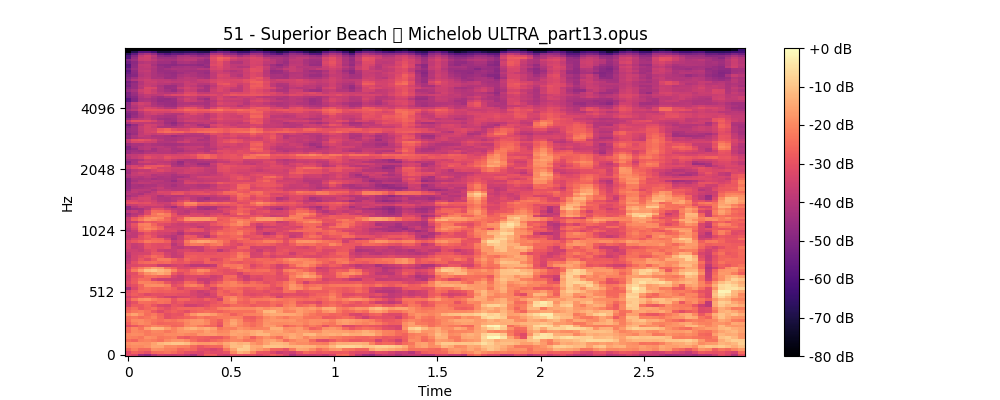 51 - Superior Beach ▯ Michelob ULTRA_part13.opus
+0 dB
4096
-10 dB
-20 dB
2048
-30 dB
Hz
-40 dB
1024
-50 dB
512
-60 dB
-70 dB
0
-80 dB
0 0.5 1 1.5 2 2.5
Time